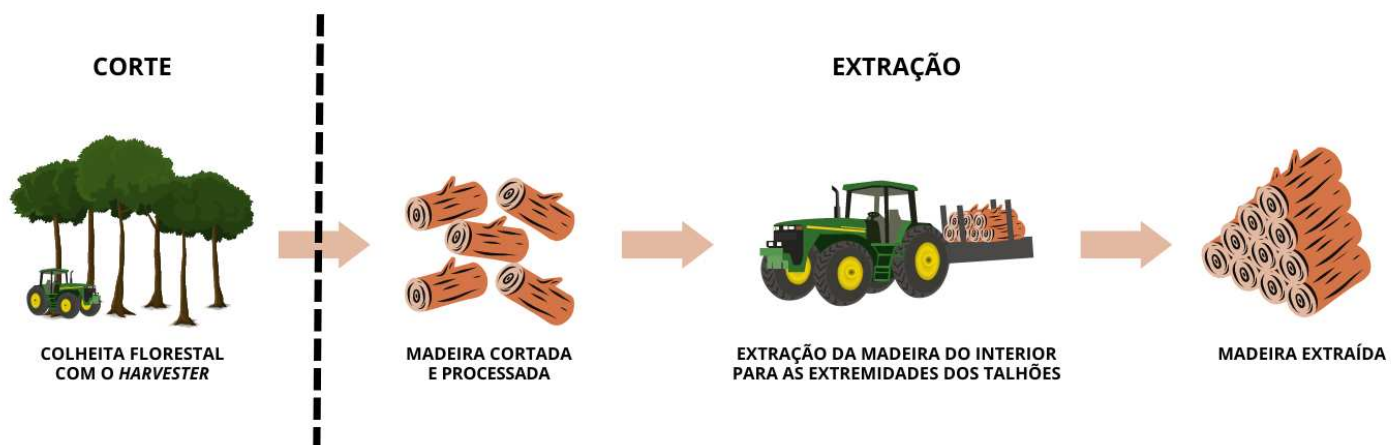 CORTE
EXTRAÇÃO
COLHEITA FLORESTAL
COM O HARVESTER
MADEIRA CORTADA
E PROCESSADA
EXTRAÇÃO DA MADEIRA DO INTERIOR
PARA AS EXTREMIDADES DOS TALHÕES
MADEIRA EXTRAÍDA